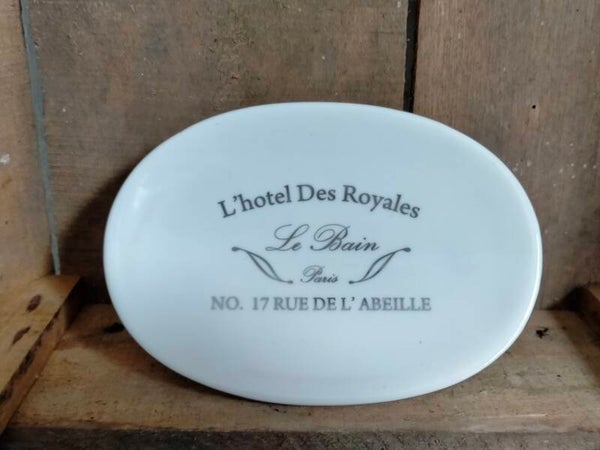 L'hotel Des Royales
Le Bain
Paris
NO. 17 RUE DE L' ABEILLE